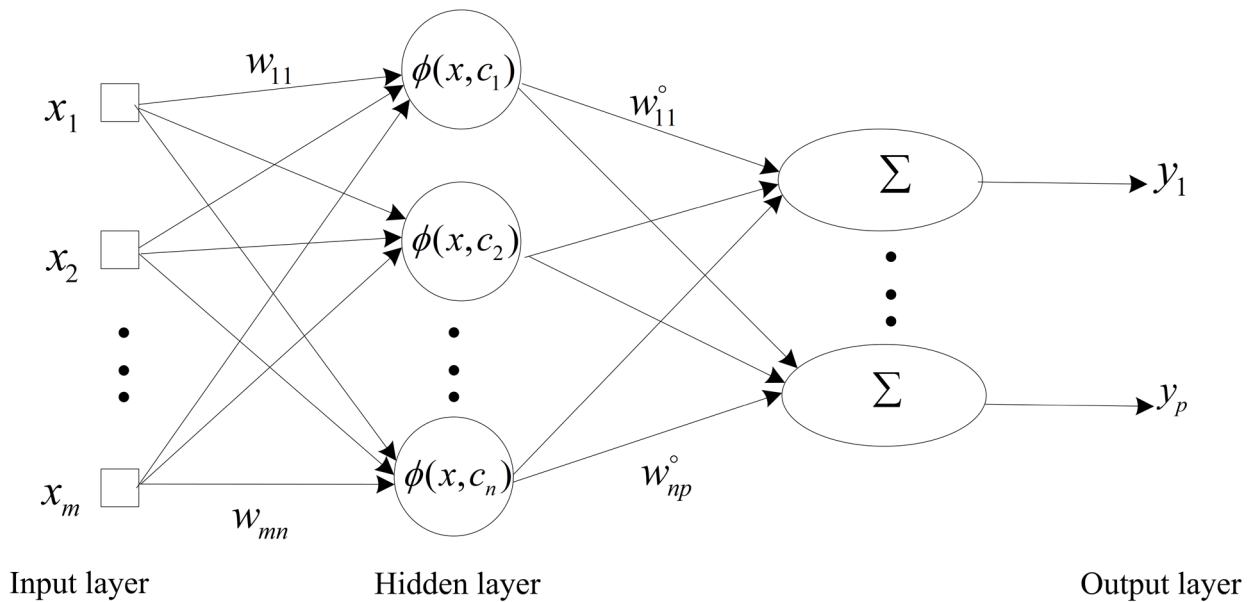 w₁₁
ϕ(x,c₁)
x₁
w°₁₁
Σ
y₁
x₂
ϕ(x,c₂)
Σ
yₚ
xₘ
ϕ(x,cₙ)
w°ₙₚ
wₘₙ
Input layer
Hidden layer
Output layer